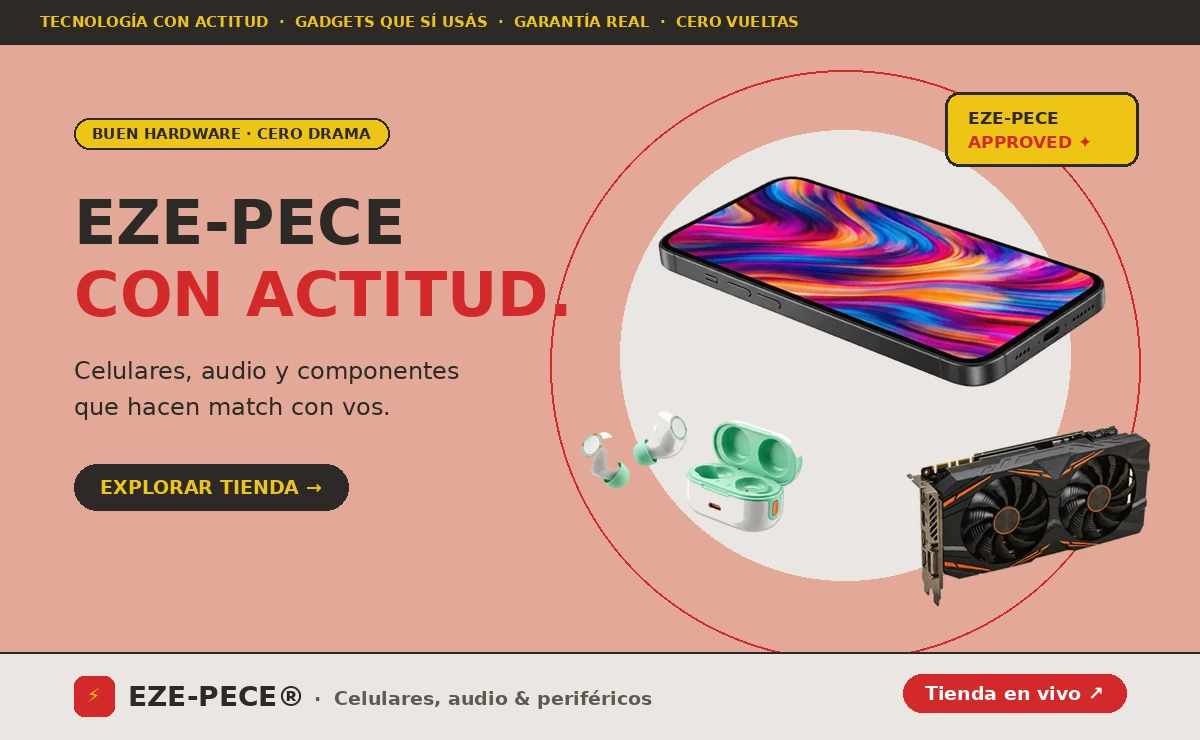 TECNOLOGÍA CON ACTITUD · GADGETS QUE SÍ USÁS · GARANTÍA REAL · CERO VUELTAS
BUEN HARDWARE · CERO DRAMA
EZE-PECE
APPROVED ✦
EZE-PECE
CON ACTITUD.
Celulares, audio y componentes
que hacen match con vos.
EXPLORAR TIENDA →
⚡ EZE-PECE® · Celulares, audio & periféricos
Tienda en vivo ↗